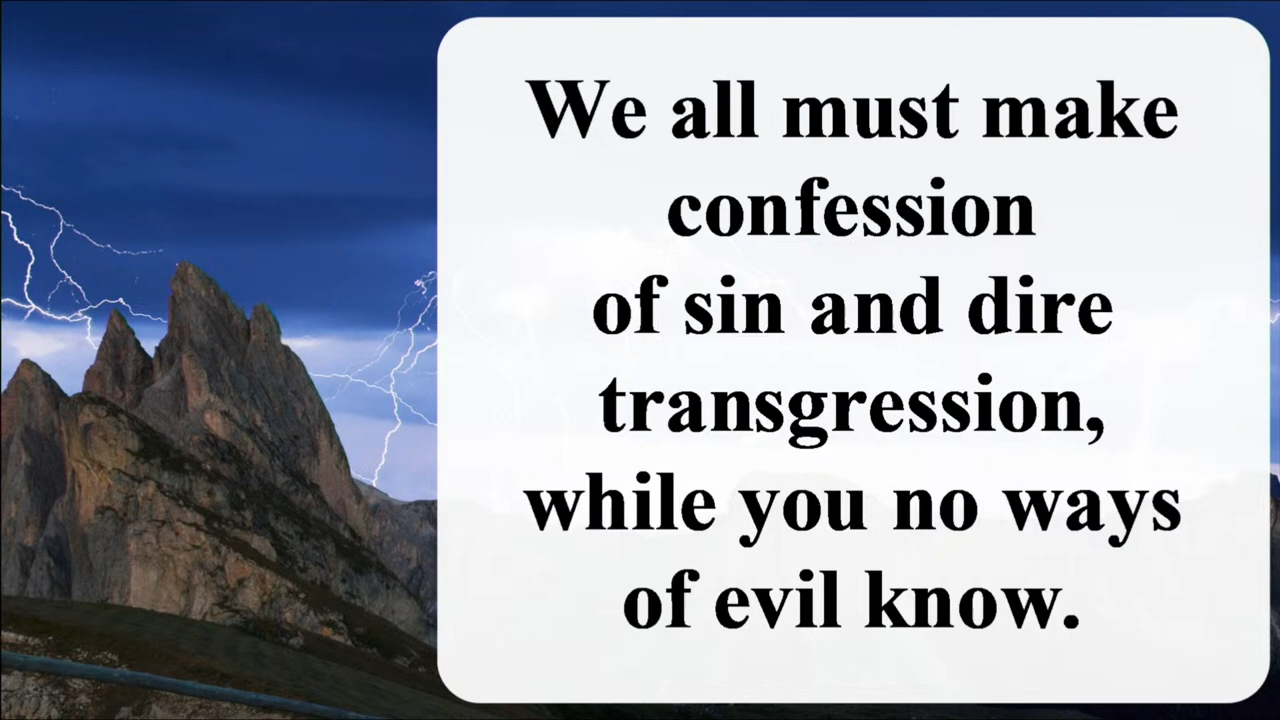 We all must make
confession
of sin and dire
transgression,
while you no ways
of evil know.